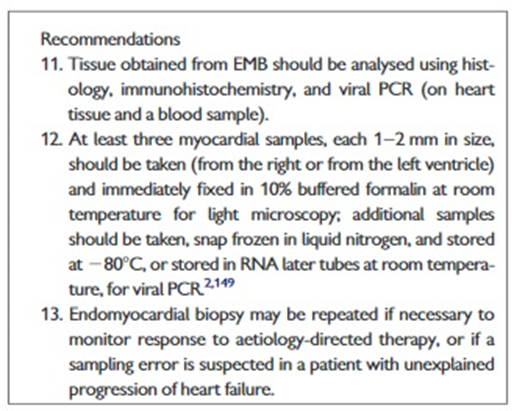 Recommendations
11. Tissue obtained from EMB should be analysed using hist-
ology, immunohistochemistry, and viral PCR (on heart
tissue and a blood sample).
12. At least three myocardial samples, each 1–2 mm in size,
should be taken (from the right or from the left ventricle)
and immediately fixed in 10% buffered formalin at room
temperature for light microscopy; additional samples
should be taken, snap frozen in liquid nitrogen, and stored
at −80°C, or stored in RNA later tubes at room tempera-
ture, for viral PCR.2,149
13. Endomyocardial biopsy may be repeated if necessary to
monitor response to aetiology-directed therapy, or if a
sampling error is suspected in a patient with unexplained
progression of heart failure.